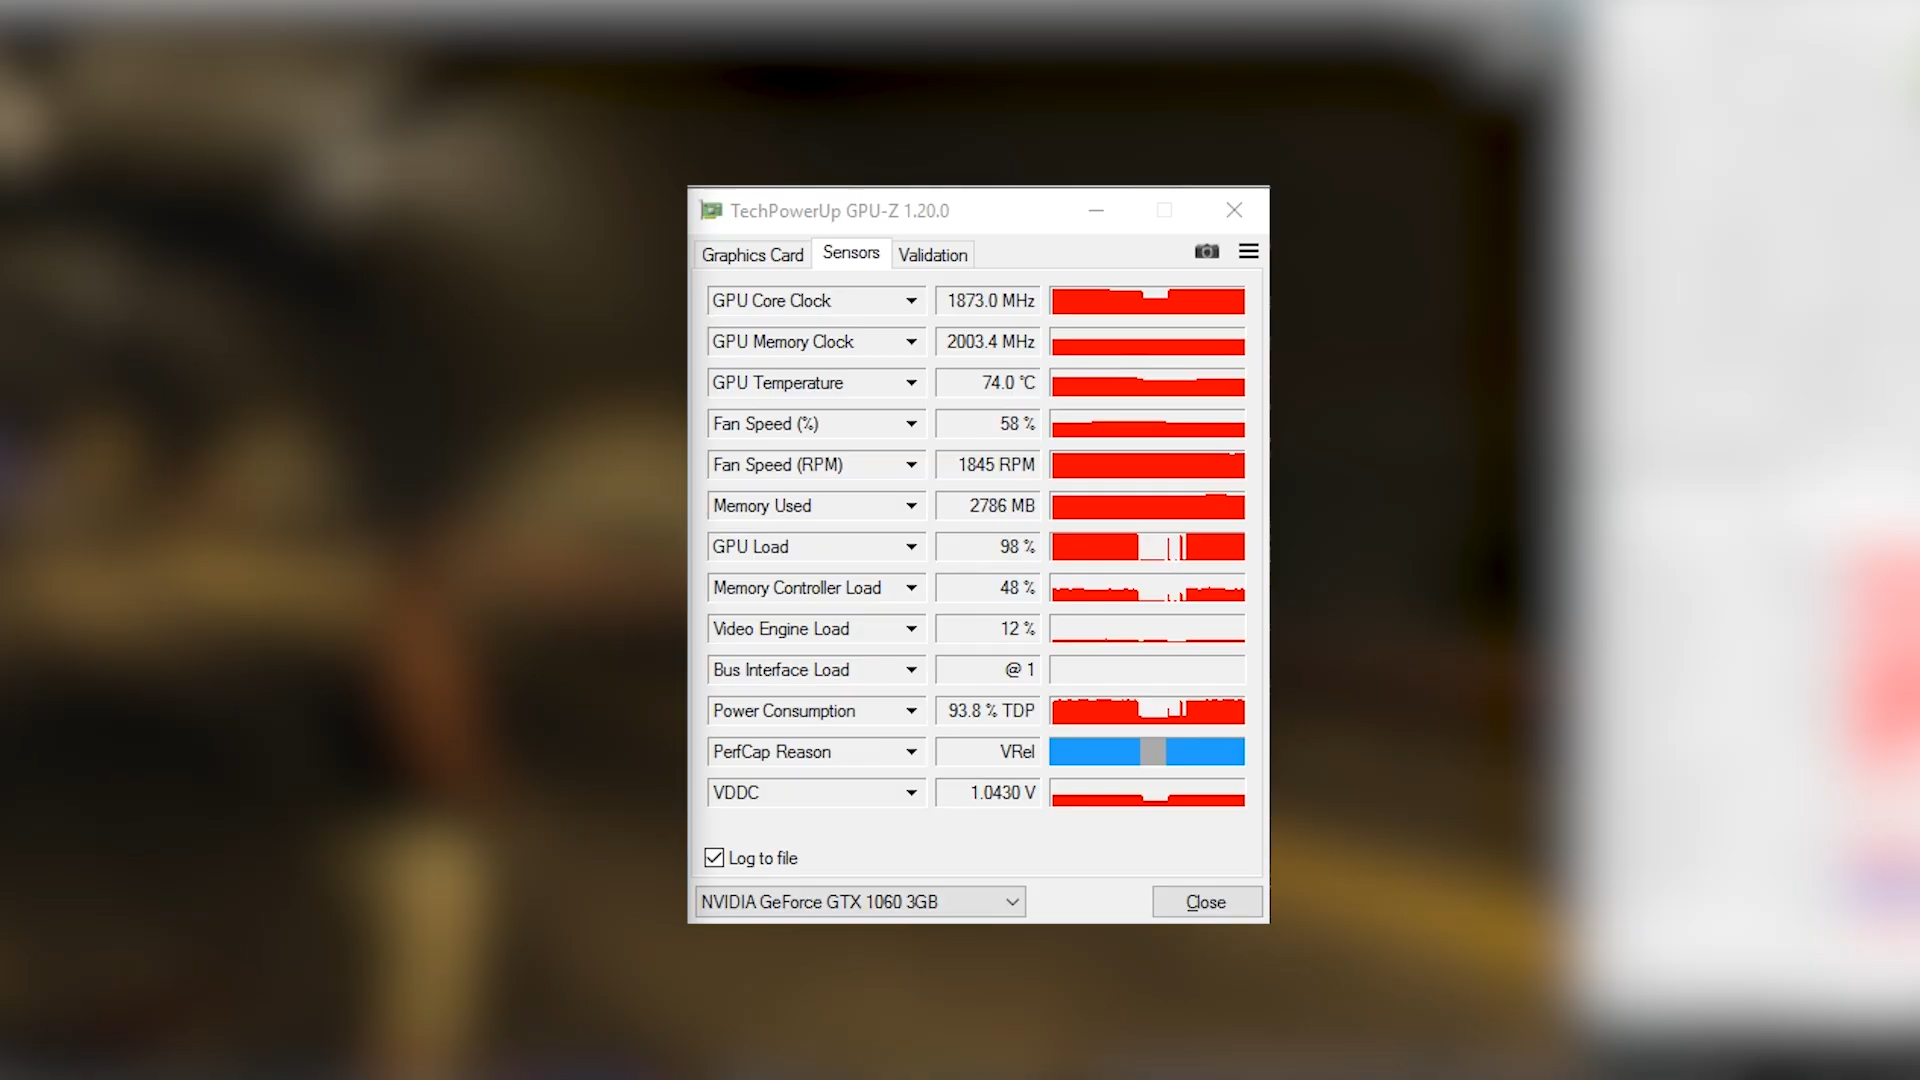 TechPowerUp GPU-Z 1.20.0
Graphics Card Sensors Validation
GPU Core Clock 1873.0 MHz
GPU Memory Clock 2003.4 MHz
GPU Temperature 74.0 °C
Fan Speed (%) 58 %
Fan Speed (RPM) 1845 RPM
Memory Used 2786 MB
GPU Load 98 %
Memory Controller Load 48 %
Video Engine Load 12 %
Bus Interface Load @ 1
Power Consumption 93.8 % TDP
PerfCap Reason VRel
VDDC 1.0430 V
Log to file
NVIDIA GeForce GTX 1060 3GB Close